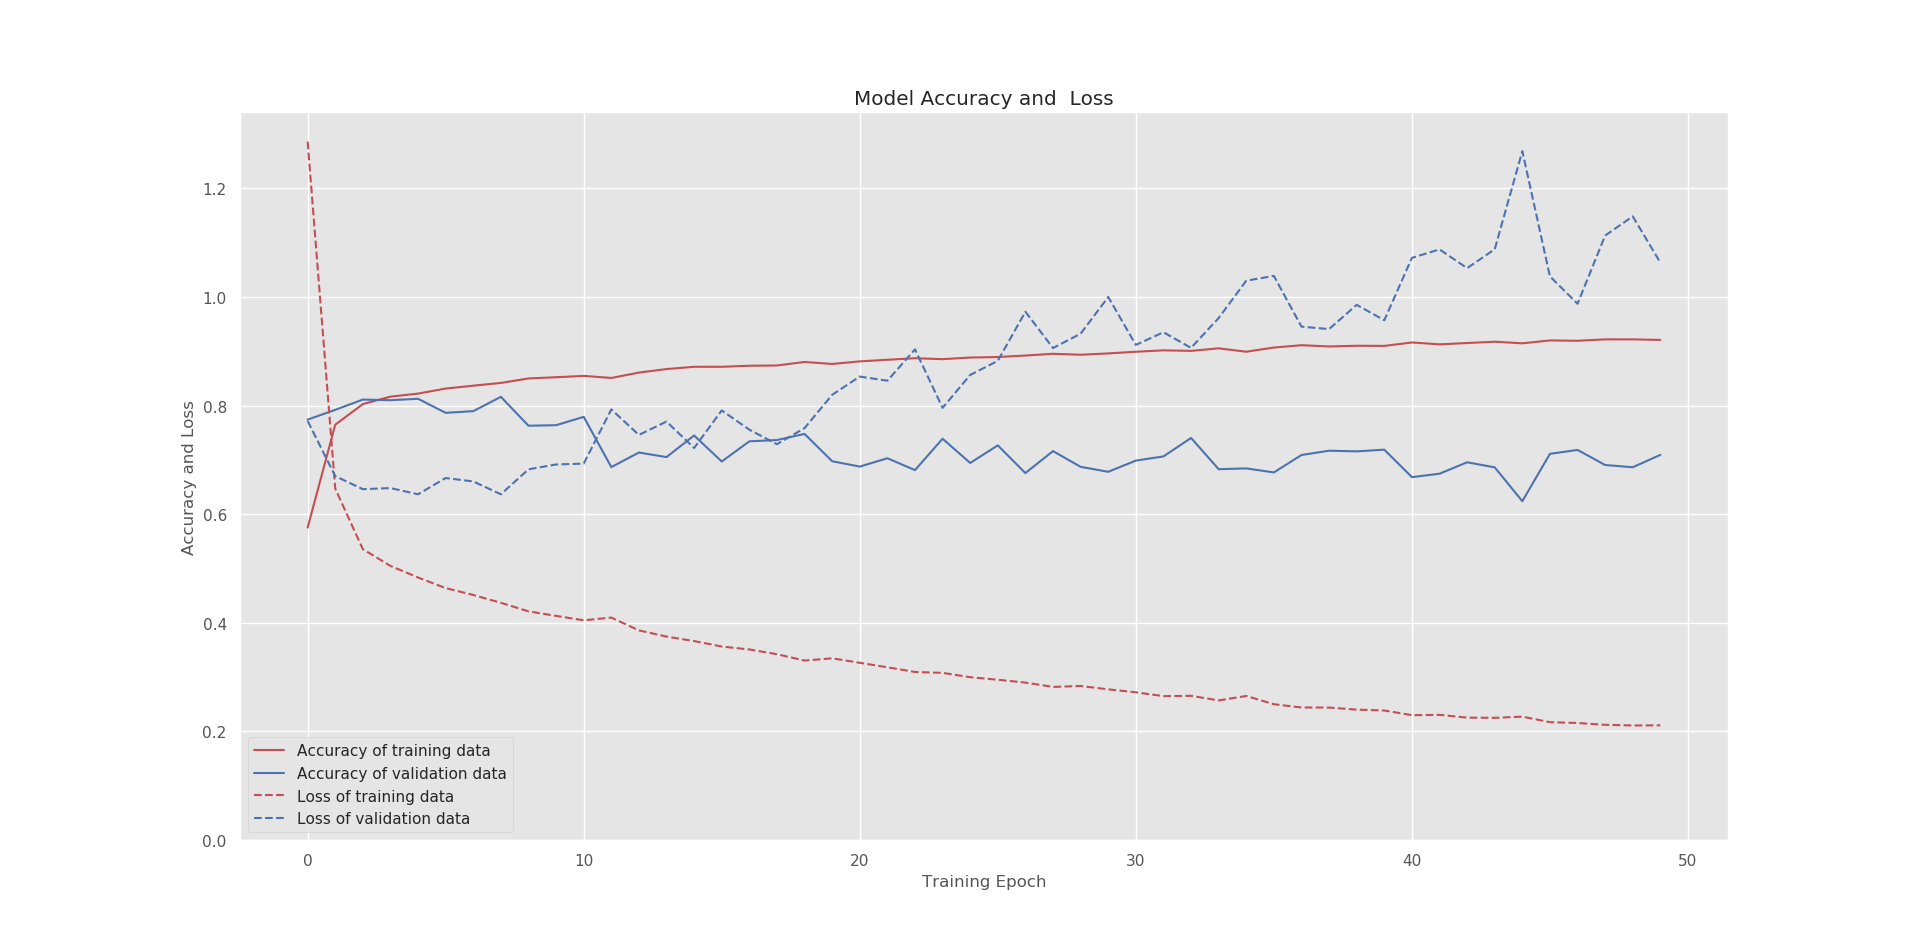 Model Accuracy and  Loss
Accuracy and Loss
1.2
1.0
0.8
0.6
0.4
0.2
0.0
Accuracy of training data
Accuracy of validation data
Loss of training data
Loss of validation data
0 10 20 30 40 50
Training Epoch